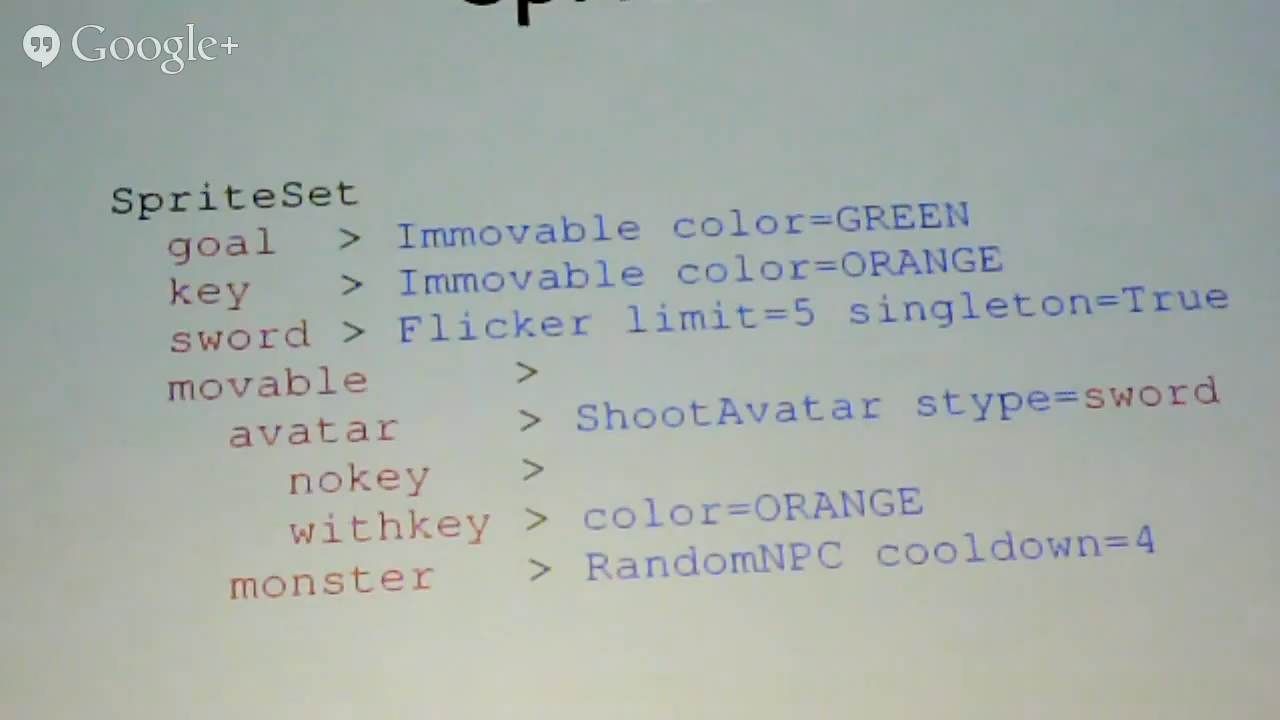 Google+
SpriteSet
goal > Immovable color=GREEN
key > Immovable color=ORANGE
sword > Flicker limit=5 singleton=True
movable >
avatar > ShootAvatar stype=sword
nokey >
withkey > color=ORANGE
monster > RandomNPC cooldown=4